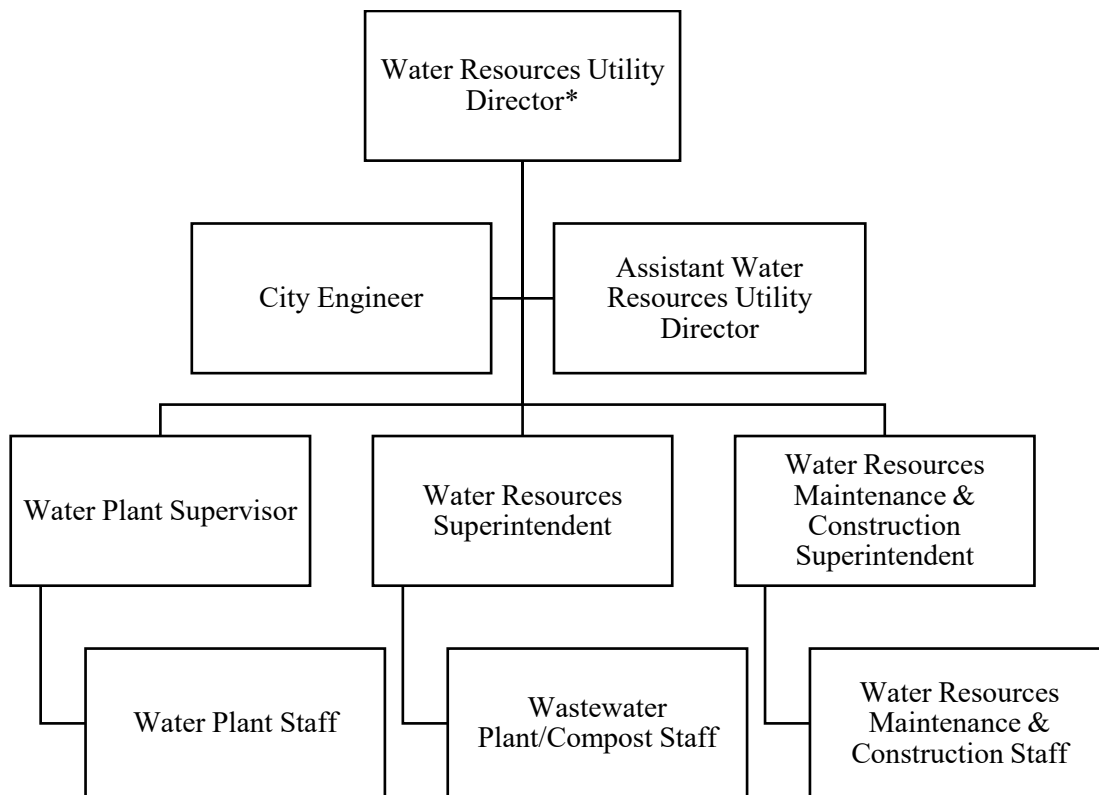 Water Resources Utility
Director*
City Engineer
Assistant Water
Resources Utility
Director
Water Plant Supervisor
Water Resources
Superintendent
Water Resources
Maintenance &
Construction
Superintendent
Water Plant Staff
Wastewater
Plant/Compost Staff
Water Resources
Maintenance &
Construction Staff